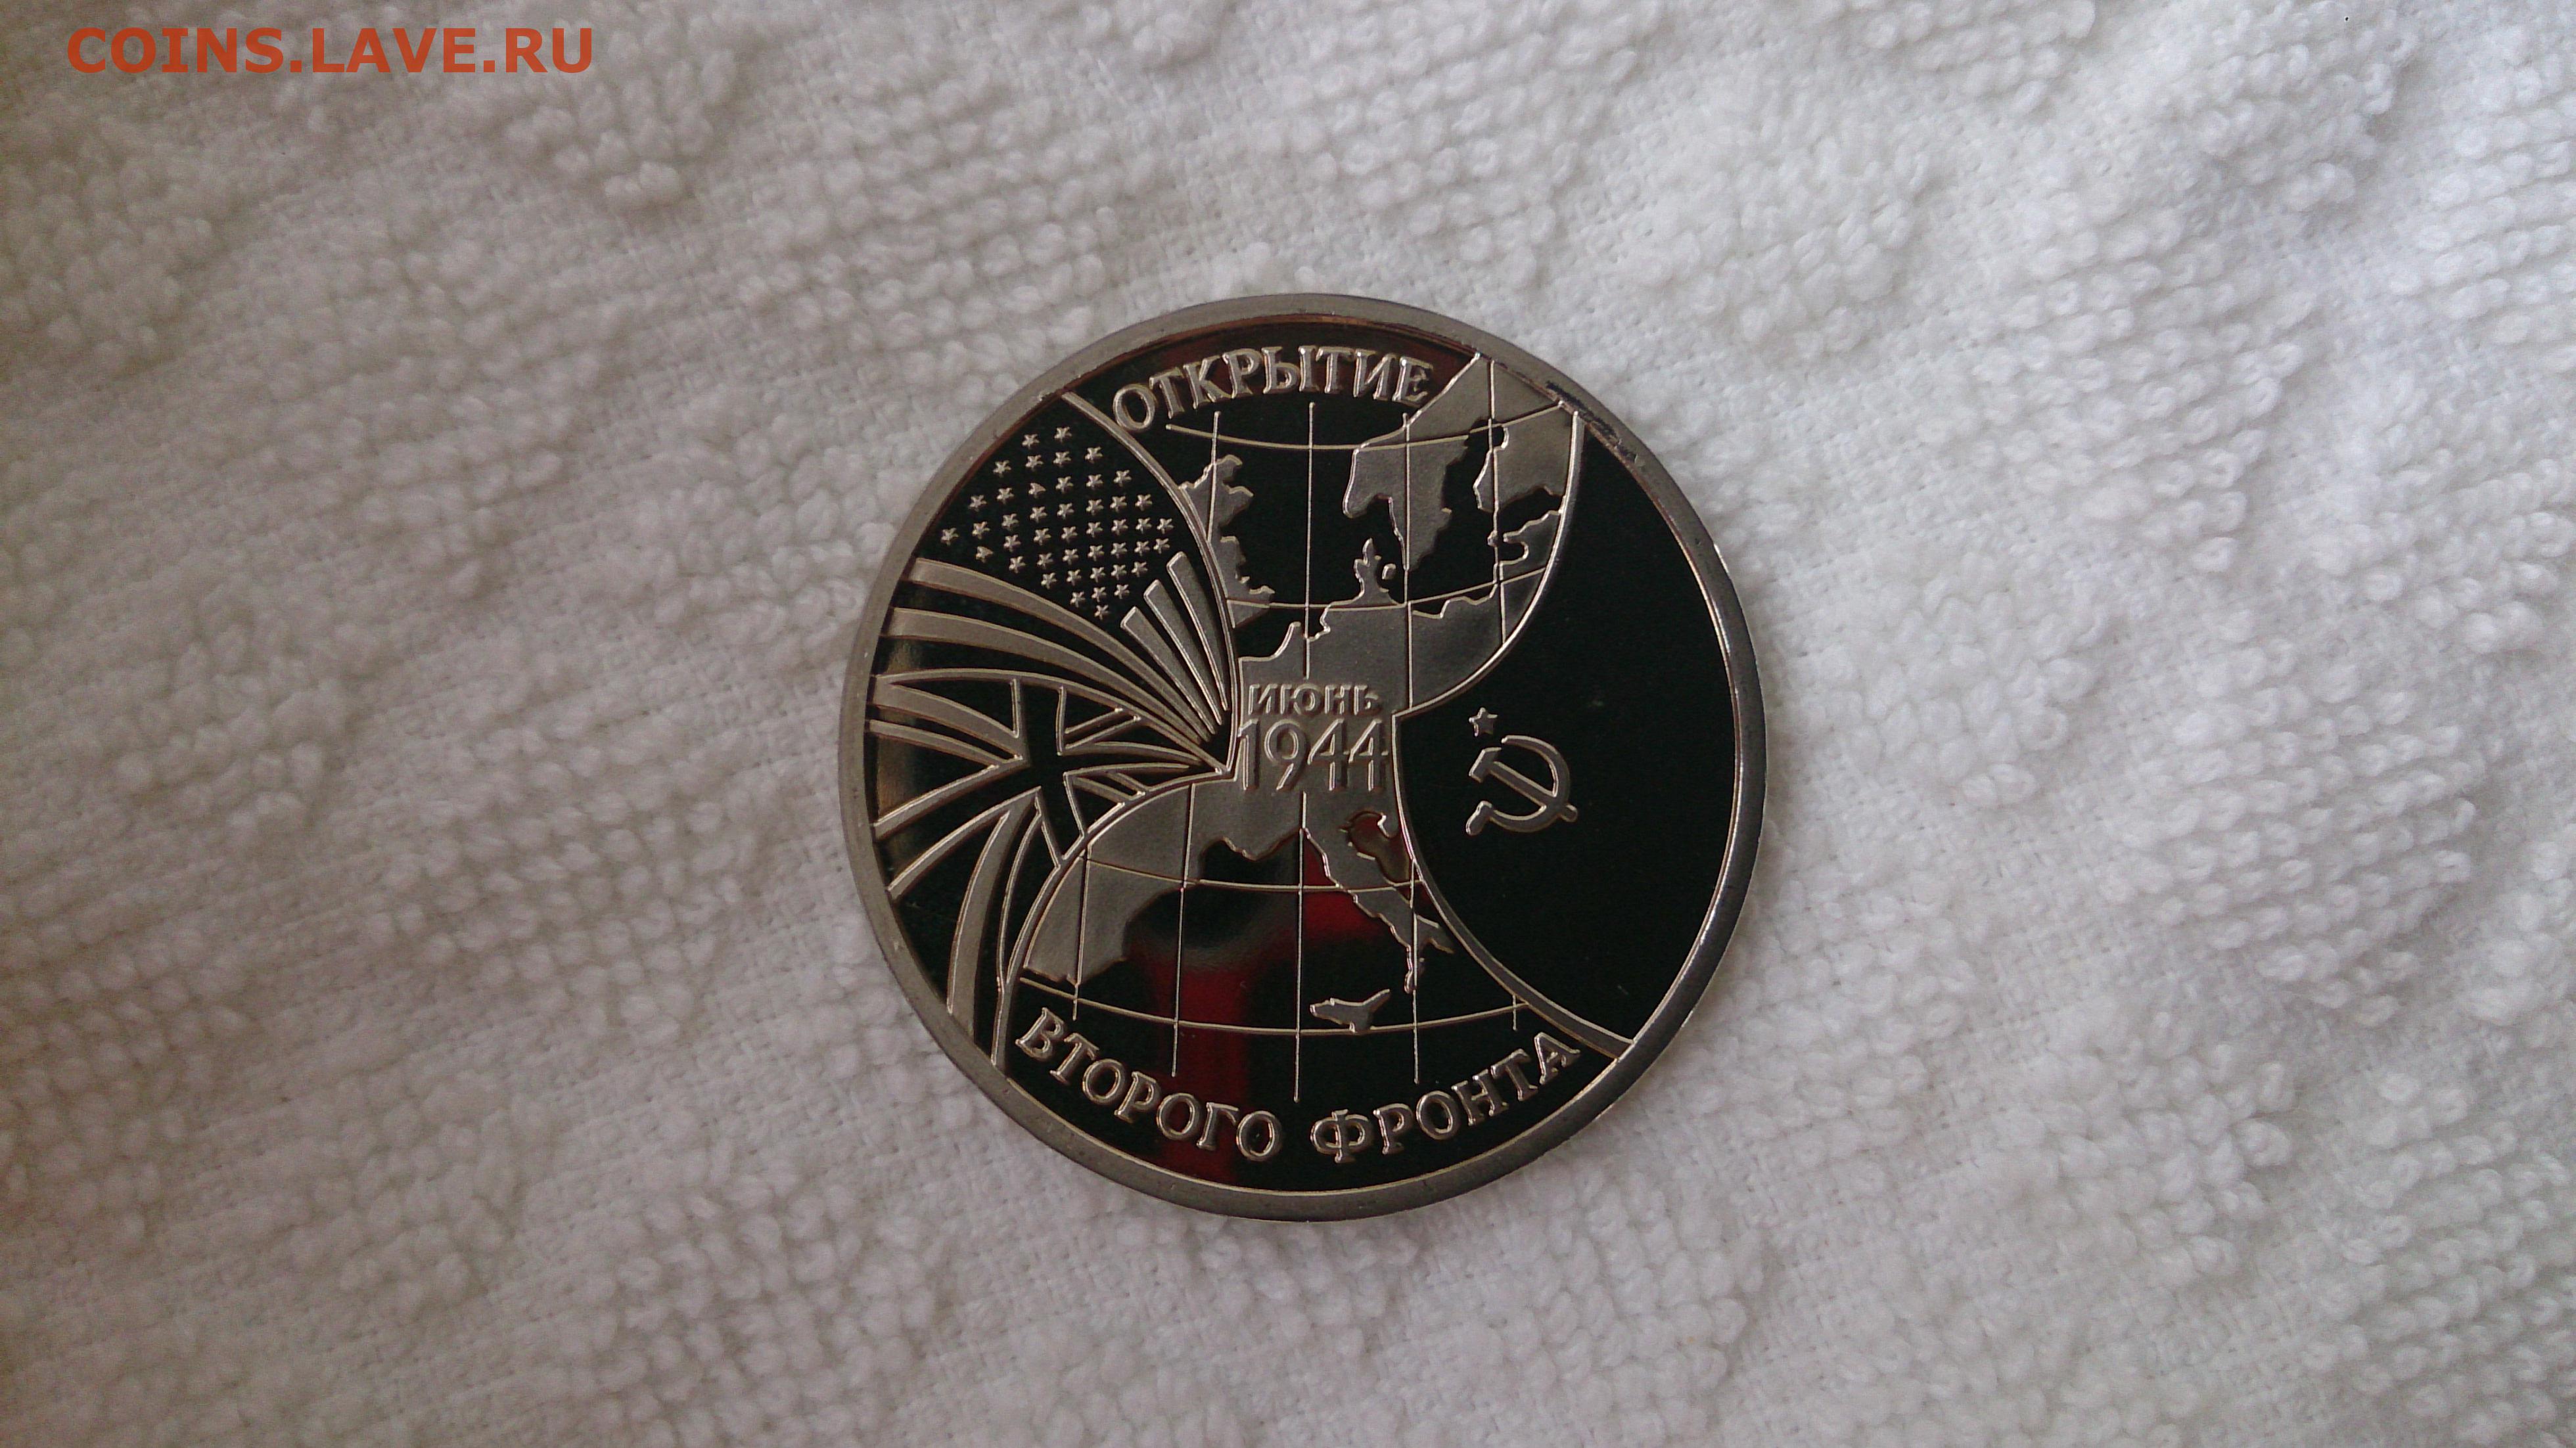 COINS.LAVE.RU
ОТКРЫТИЕ
ИЮНЬ
1944
ВТОРОГО ФРОНТА